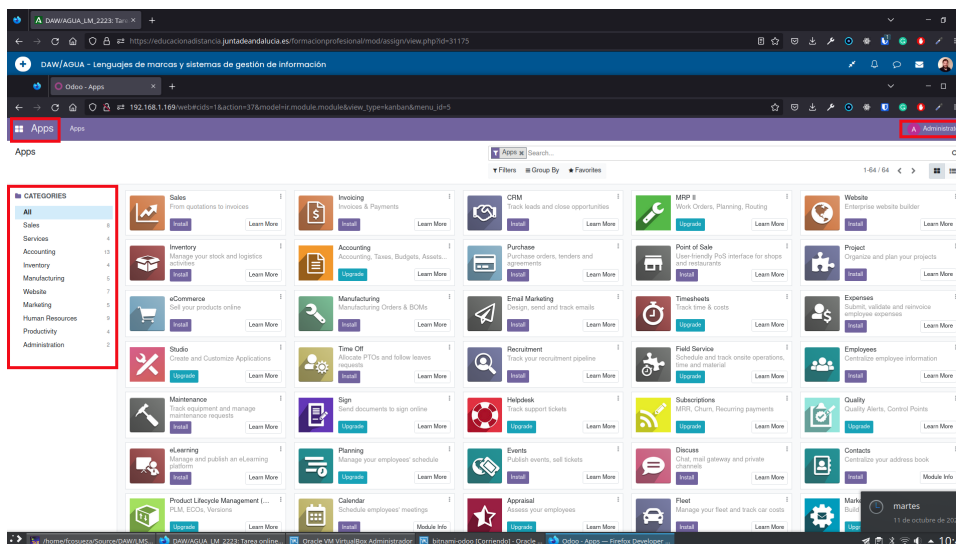 DAW/AGUA_LM_2223: Tare
https://educacionadistancia.juntadeandalucia.es/formacionprofesional/mod/assign/view.php?id=31175
DAW/AGUA - Lenguajes de marcas y sistemas de gestión de información
Odoo - Apps
192.168.1.169/web#cids=1&action=37&model=ir.module.module&view_type=kanban&menu_id=5
Apps Apps
A Administrat
Apps
Apps Search...
Filters Group By Favorites
1-64 / 64
CATEGORIES
All
Sales 8
Services 4
Accounting 13
Inventory 4
Manufacturing 5
Website 7
Marketing 5
Human Resources 8
Productivity 4
Administration 2
Sales
From quotations to invoices
Install Learn More
Invoicing
Invoices & Payments
Install Learn More
CRM
Track leads and close opportunities
Install Learn More
MRP II
Work Orders, Planning, Routing
Upgrade Learn More
Website
Enterprise website builder
Install Learn More
Inventory
Manage your stock and logistics
activities
Install Learn More
Accounting
Accounting, Taxes, Budgets, Assets...
Upgrade Learn More
Purchase
Purchase orders, tenders and
agreements
Install Learn More
Point of Sale
User-friendly PoS interface for shops
and restaurants
Install Learn More
Project
Organize and plan your projects
Install Learn More
eCommerce
Sell your products online
Install Learn More
Manufacturing
Manufacturing Orders & BOMs
Install Learn More
Email Marketing
Design, send and track emails
Install Learn More
Timesheets
Track time & costs
Upgrade Learn More
Expenses
Submit, validate and reinvoice
employee expenses
Install Learn More
Studio
Create and Customize Applications
Upgrade Learn More
Time Off
Allocate PTOs and follow leaves
requests
Install Learn More
Recruitment
Track your recruitment pipeline
Install Learn More
Field Service
Schedule and track onsite operations,
time and material
Upgrade Learn More
Employees
Centralize employee information
Install Learn More
Maintenance
Track equipment and manage
maintenance requests
Install Learn More
Sign
Send documents to sign online
Upgrade Learn More
Helpdesk
Track support tickets
Upgrade Learn More
Subscriptions
MRR, Churn, Recurring payments
Upgrade Learn More
Quality
Quality Alerts, Control Points
Upgrade Learn More
eLearning
Manage and publish an eLearning
platform
Install Learn More
Planning
Manage your employees' schedule
Upgrade Learn More
Events
Publish events, sell tickets
Install Learn More
Discuss
Chat, mail gateway and private
channels
Install Learn More
Contacts
Centralize your address book
Install Module Info
Product Lifecycle Management (...
PLM, ECOs, Versions
Upgrade Learn More
Calendar
Schedule employees' meetings
Install Module Info
Appraisal
Assess your employees
Upgrade Learn More
Fleet
Manage your fleet and track car costs
Install Learn More
Mark
Build
martes
11 de octubre de 20
/home/fcosueza/Source/DAW/LMS... DAW/AGUA_LM_2223: Tarea online... Oracle VM VirtualBox Administrador bitnami-odoo [Corriendo] - Oracle ... Odoo - Apps — Firefox Developer ... 10: